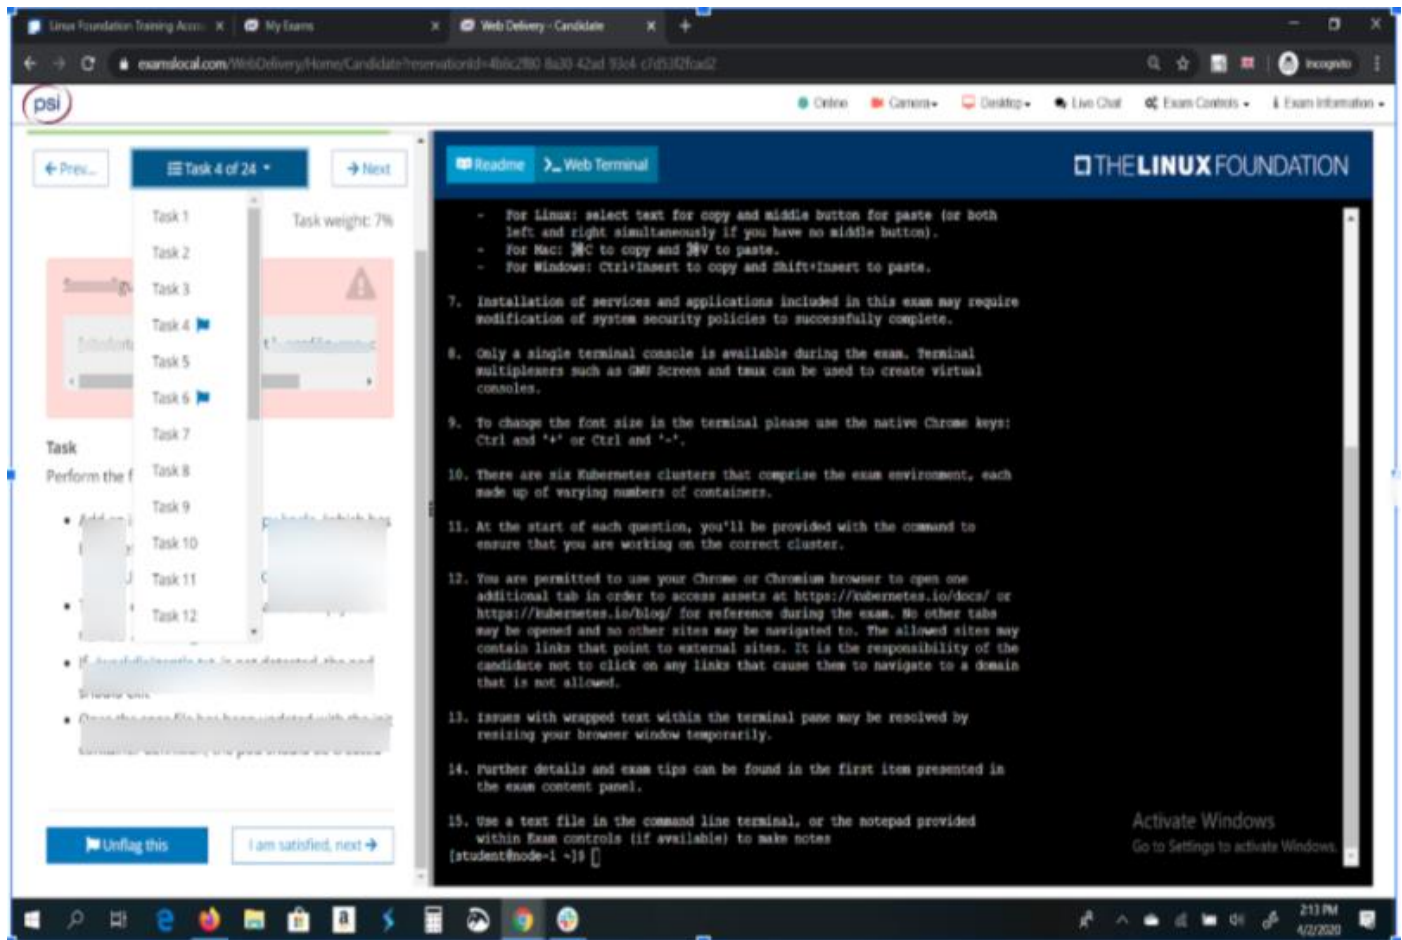 Linux Foundation Training Accou
My Exams
Web Delivery - Candidate
examslocal.com/WebDelivery/Home/Candidate?reservationId=
Incognito
psi
Online
Camera
Desktop
Live Chat
Exam Controls
Exam Information
Prev...
Task 4 of 24
Next
Task weight: 7%
Task 1
Task 2
Task 3
Task 4
Task 5
Task 6
Task 7
Task 8
Task 9
Task 10
Task 11
Task 12
Task
Perform the f
Unflag this
I am satisfied, next
Readme
Web Terminal
THE LINUX FOUNDATION
- For Linux: select text for copy and middle button for paste (or both
left and right simultaneously if you have no middle button).
- For Mac: ⌘C to copy and ⌘V to paste.
- For Windows: Ctrl+Insert to copy and Shift+Insert to paste.
7. Installation of services and applications included in this exam may require
modification of system security policies to successfully complete.
8. Only a single terminal console is available during the exam. Terminal
multiplexers such as GNU Screen and tmux can be used to create virtual
consoles.
9. To change the font size in the terminal please use the native Chrome keys:
Ctrl and '+' or Ctrl and '-'.
10. There are six Kubernetes clusters that comprise the exam environment, each
made up of varying numbers of containers.
11. At the start of each question, you'll be provided with the command to
ensure that you are working on the correct cluster.
12. You are permitted to use your Chrome or Chromium browser to open one
additional tab in order to access assets at https://kubernetes.io/docs/ or
https://kubernetes.io/blog/ for reference during the exam. No other tabs
may be opened and no other sites may be navigated to. The allowed sites may
contain links that point to external sites. It is the responsibility of the
candidate not to click on any links that cause them to navigate to a domain
that is not allowed.
13. Issues with wrapped text within the terminal pane may be resolved by
resizing your browser window temporarily.
14. Further details and exam tips can be found in the first item presented in
the exam content panel.
15. Use a text file in the command line terminal, or the notepad provided
within Exam controls (if available) to make notes
[student@node-1 ~]$
Activate Windows
Go to Settings to activate Windows.
2:13 PM
4/2/2020